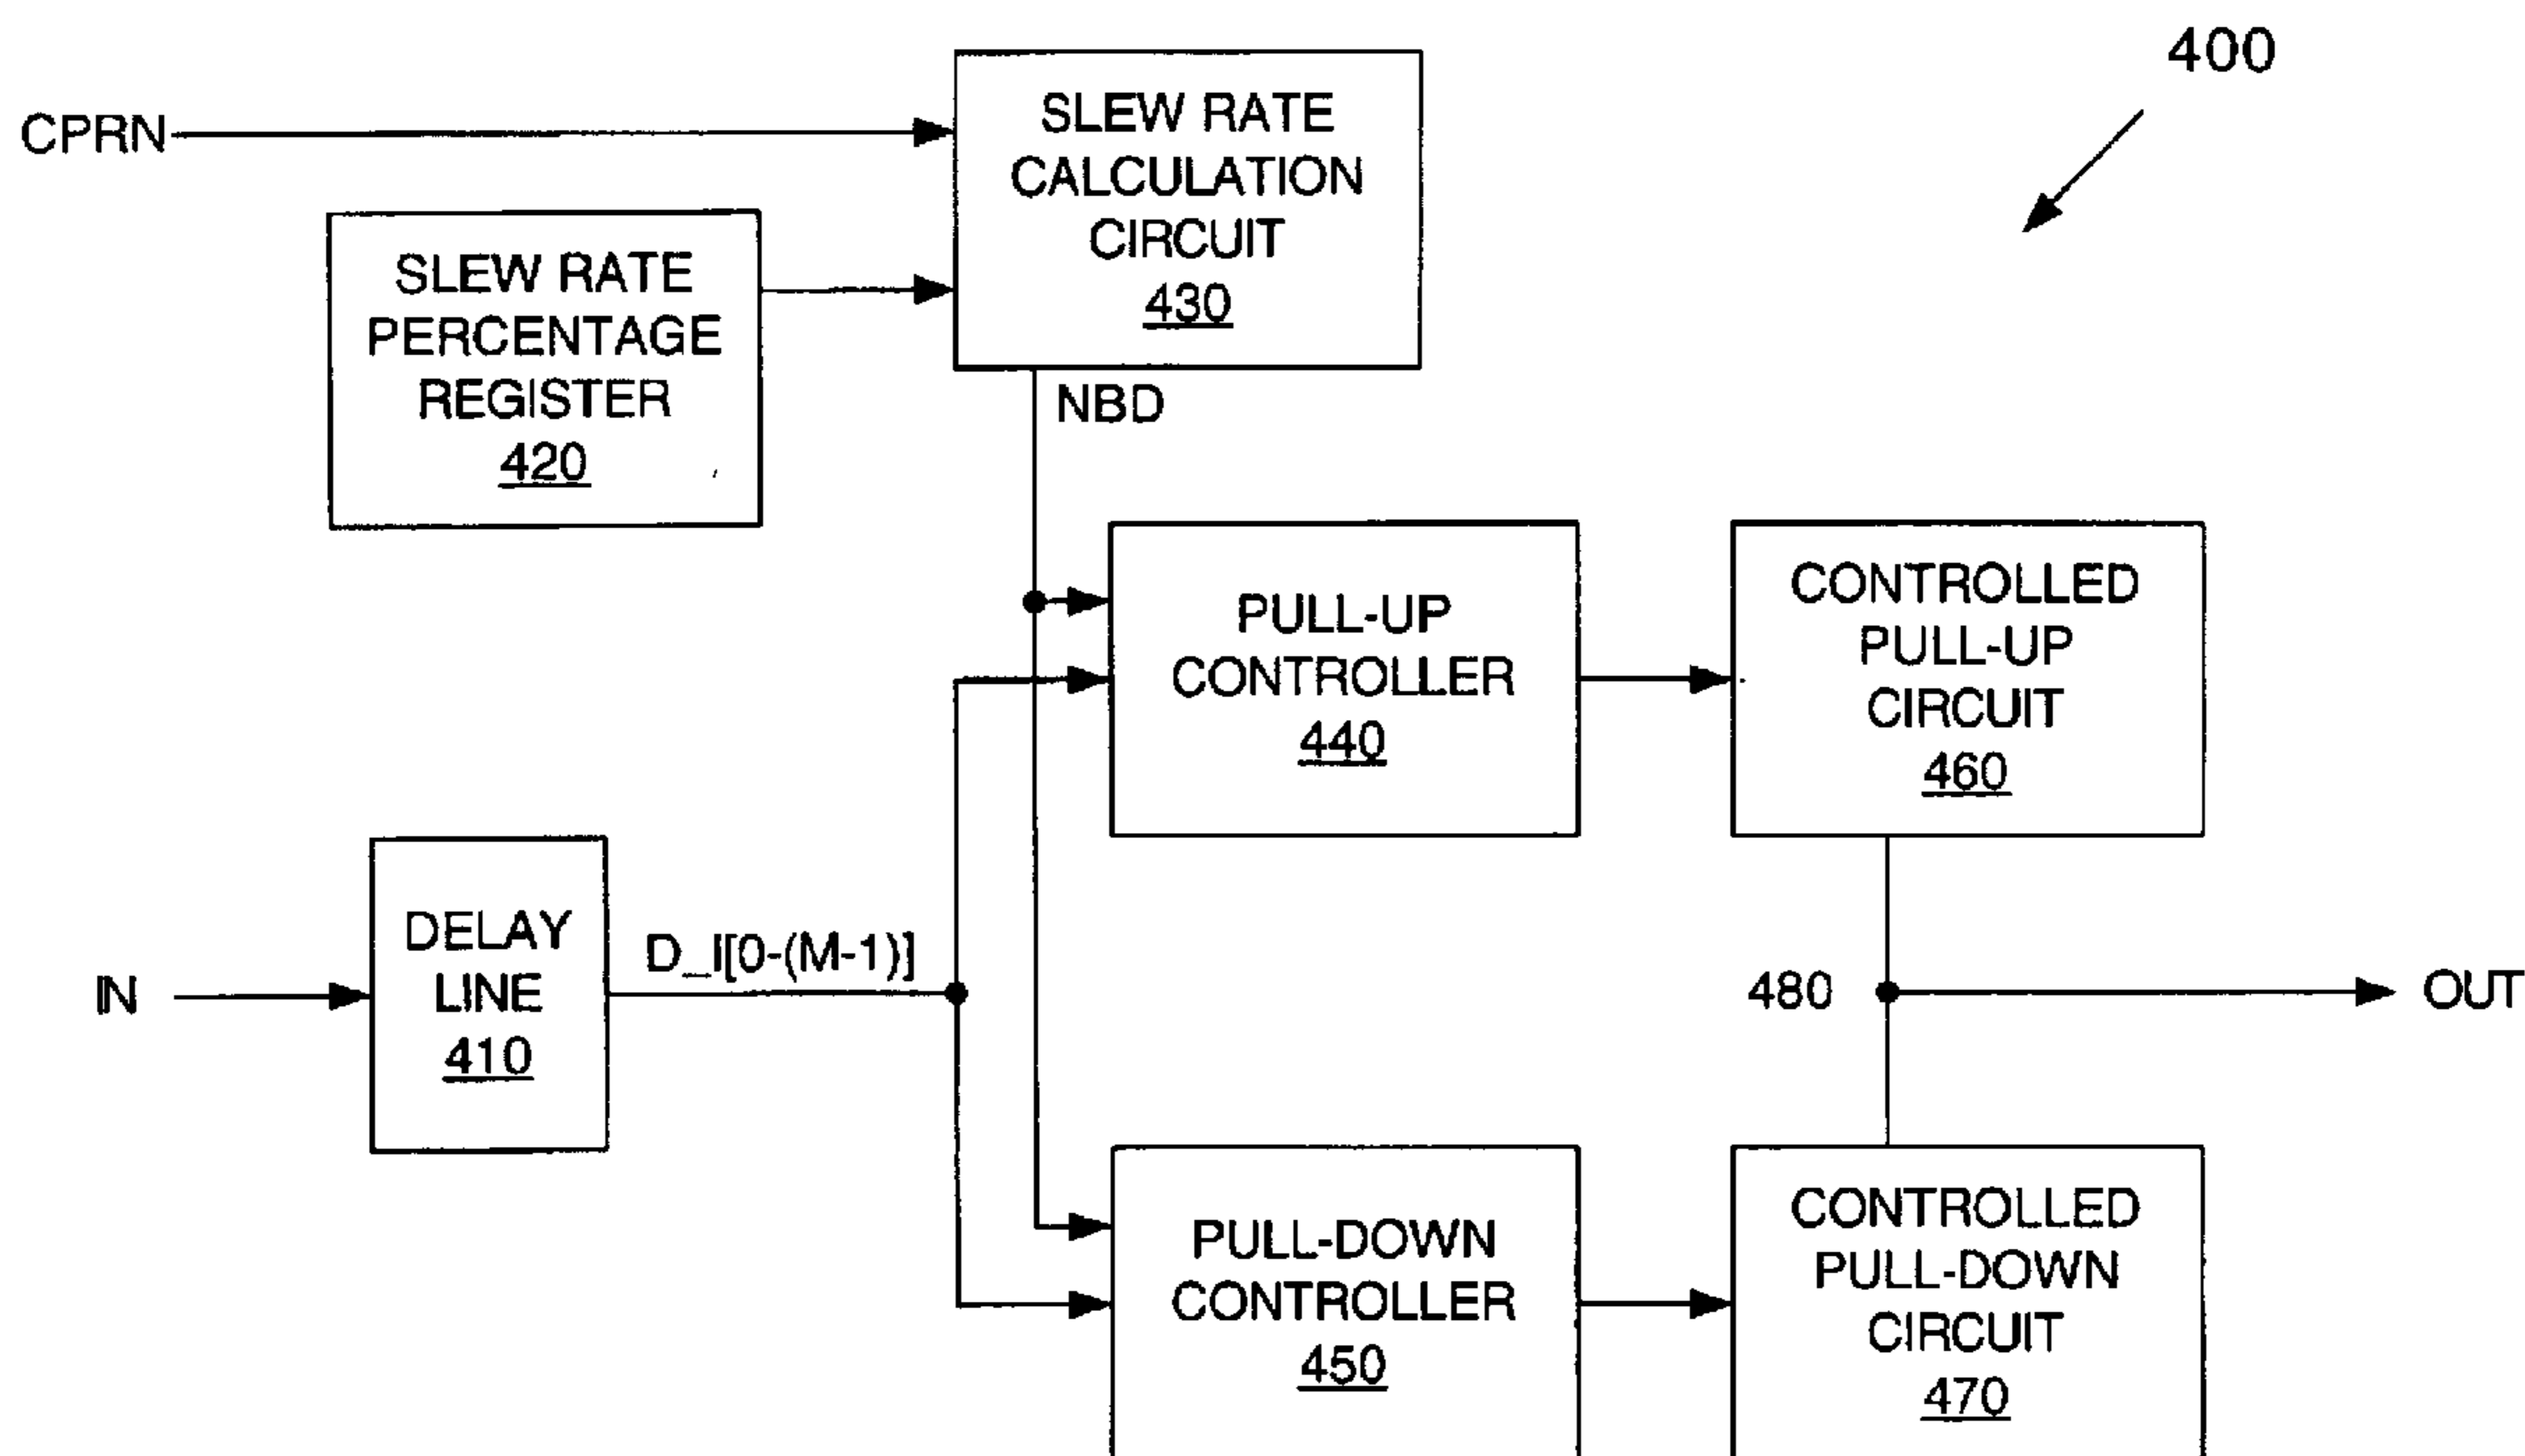 400
CPRN
SLEW RATE
CALCULATION
CIRCUIT
430
SLEW RATE
PERCENTAGE
REGISTER
420
NBD
PULL-UP
CONTROLLER
440
CONTROLLED
PULL-UP
CIRCUIT
460
IN
DELAY
LINE
410
D_I[0-(M-1)]
480
OUT
PULL-DOWN
CONTROLLER
450
CONTROLLED
PULL-DOWN
CIRCUIT
470